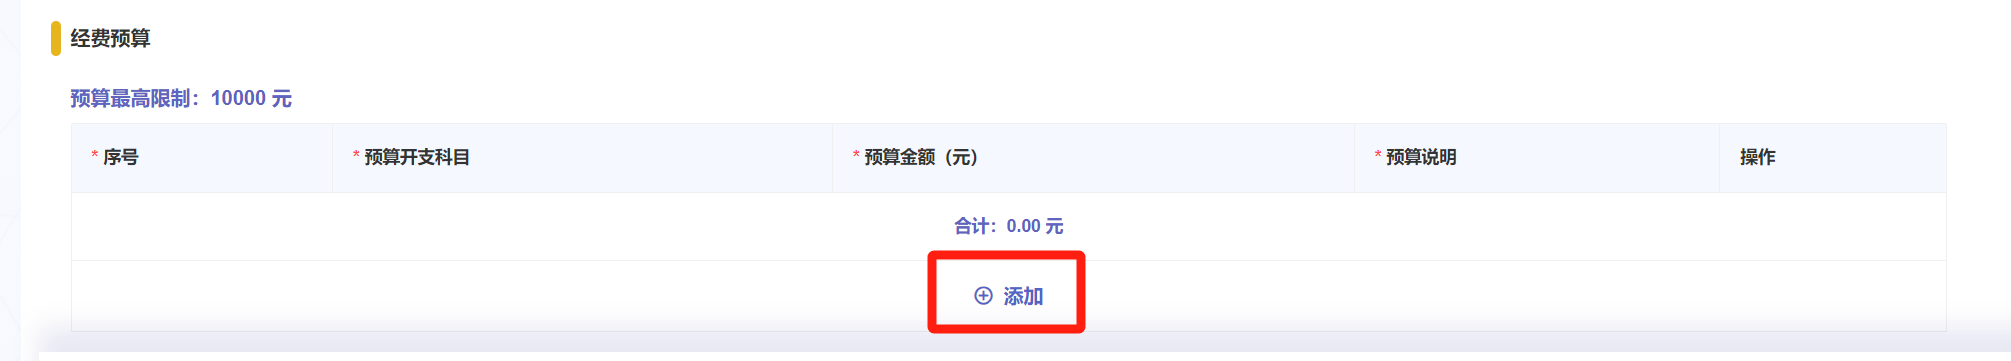 经费预算
预算最高限制：10000 元
* 序号 * 预算开支科目 * 预算金额（元） * 预算说明 操作
合计：0.00 元
添加